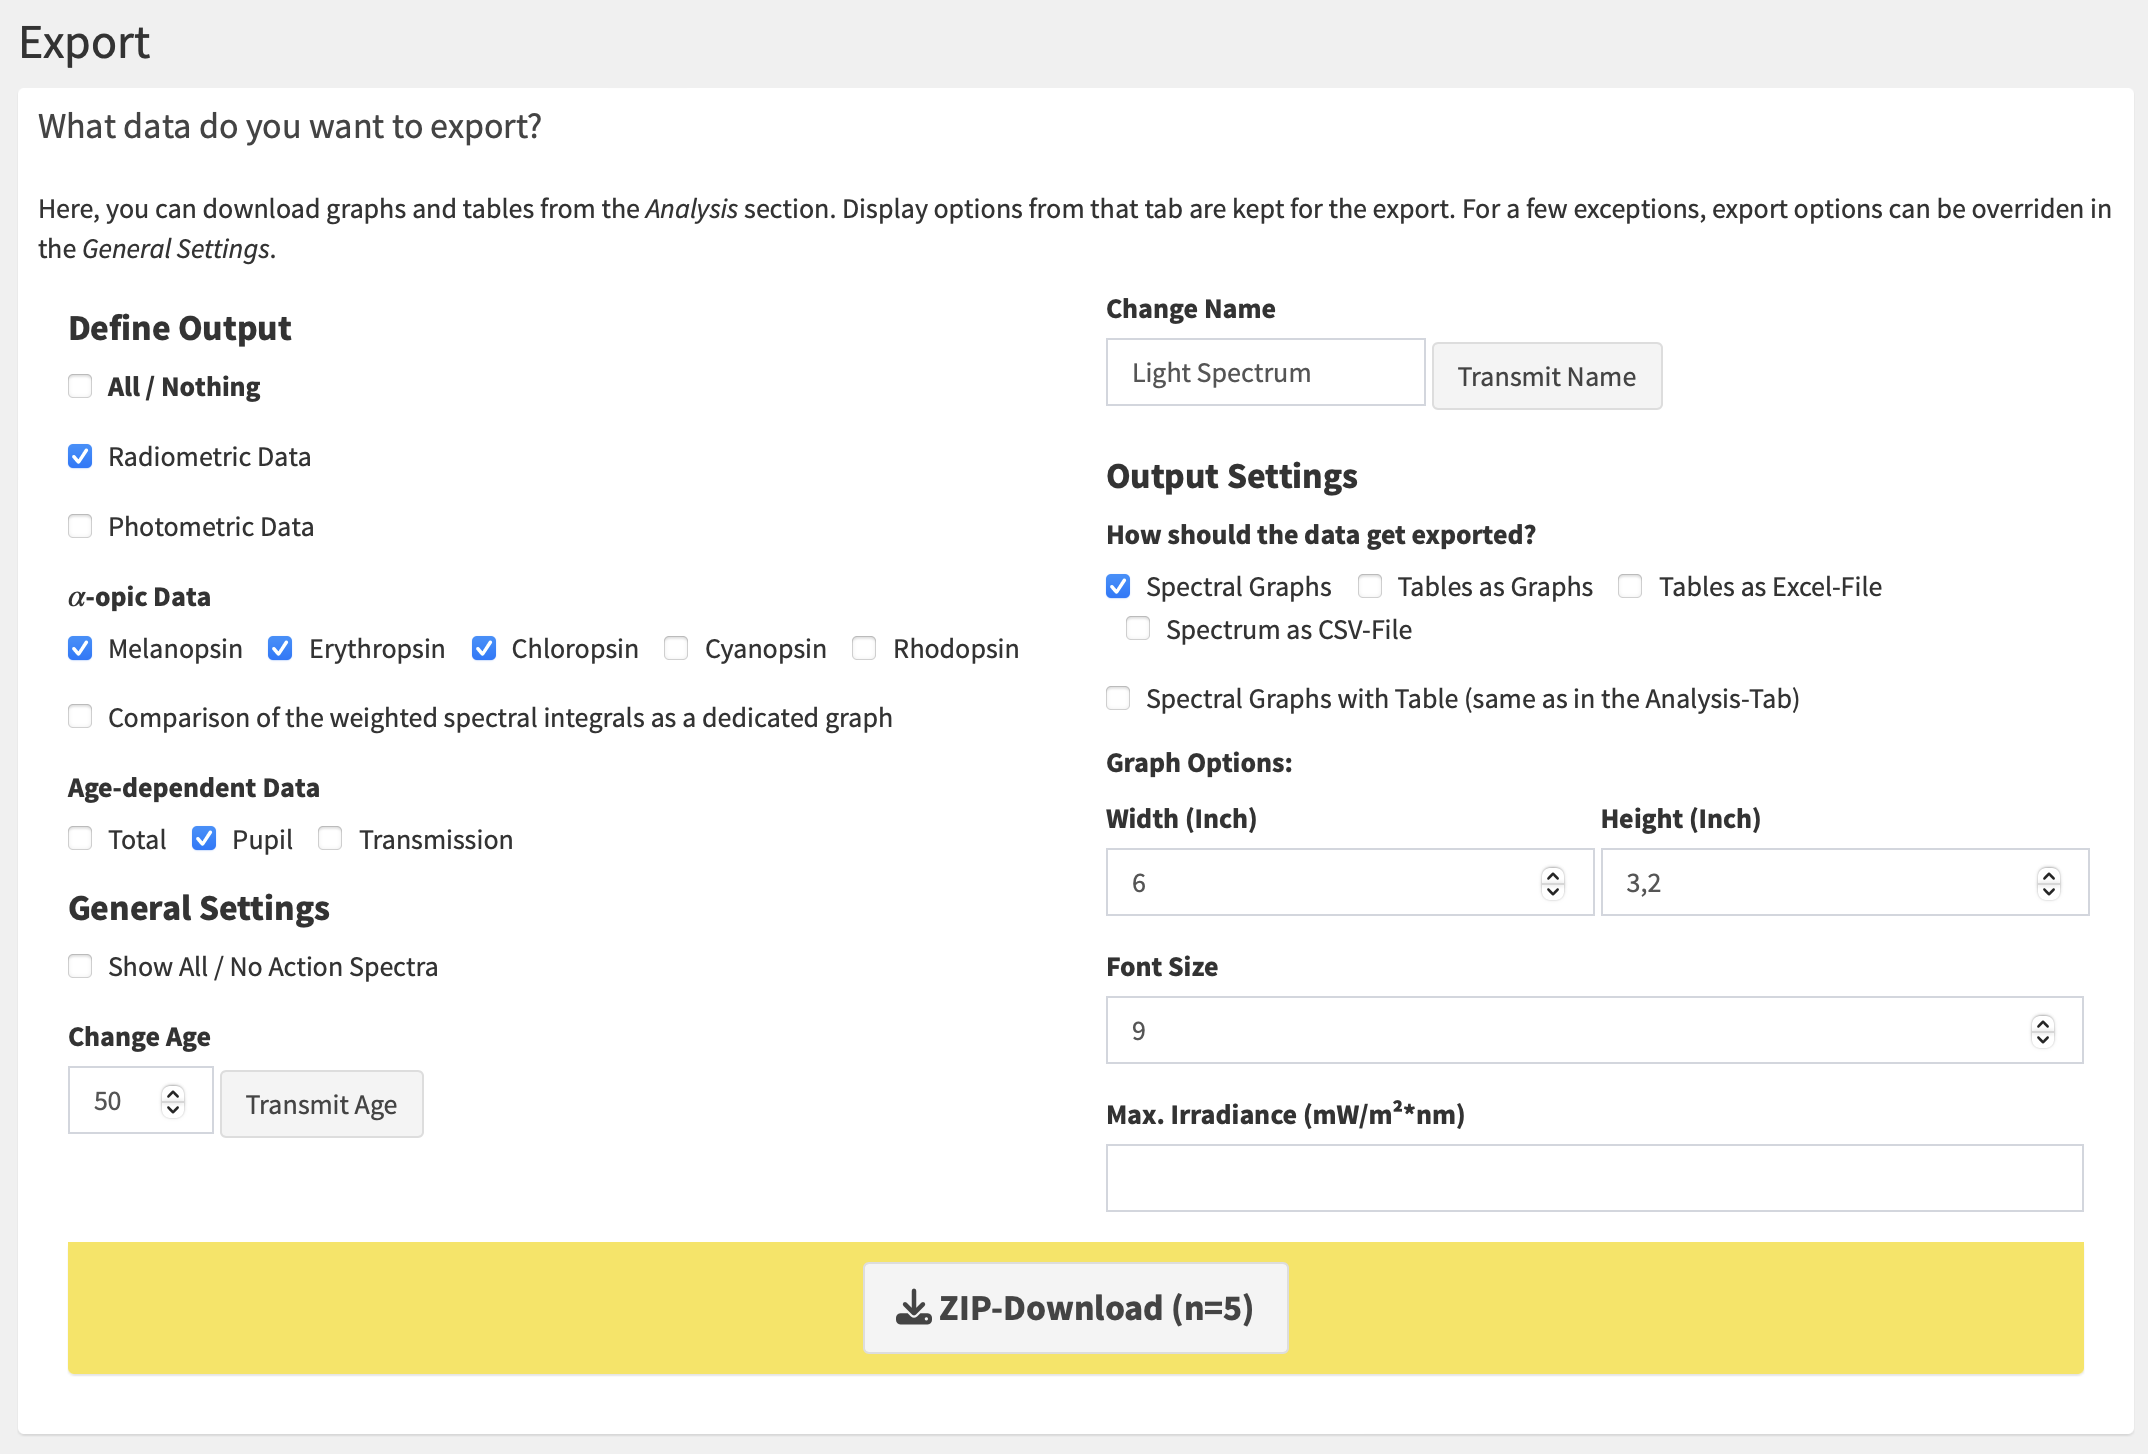 Export
What data do you want to export?
Here, you can download graphs and tables from the Analysis section. Display options from that tab are kept for the export. For a few exceptions, export options can be overriden in
the General Settings.
Define Output
All / Nothing
Radiometric Data
Photometric Data
α-opic Data
Melanopsin Erythropsin Chloropsin Cyanopsin Rhodopsin
Comparison of the weighted spectral integrals as a dedicated graph
Age-dependent Data
Total Pupil Transmission
General Settings
Show All / No Action Spectra
Change Age
50 Transmit Age
Change Name
Light Spectrum Transmit Name
Output Settings
How should the data get exported?
Spectral Graphs Tables as Graphs Tables as Excel-File
Spectrum as CSV-File
Spectral Graphs with Table (same as in the Analysis-Tab)
Graph Options:
Width (Inch) Height (Inch)
6 3,2
Font Size
9
Max. Irradiance (mW/m²*nm)
ZIP-Download (n=5)